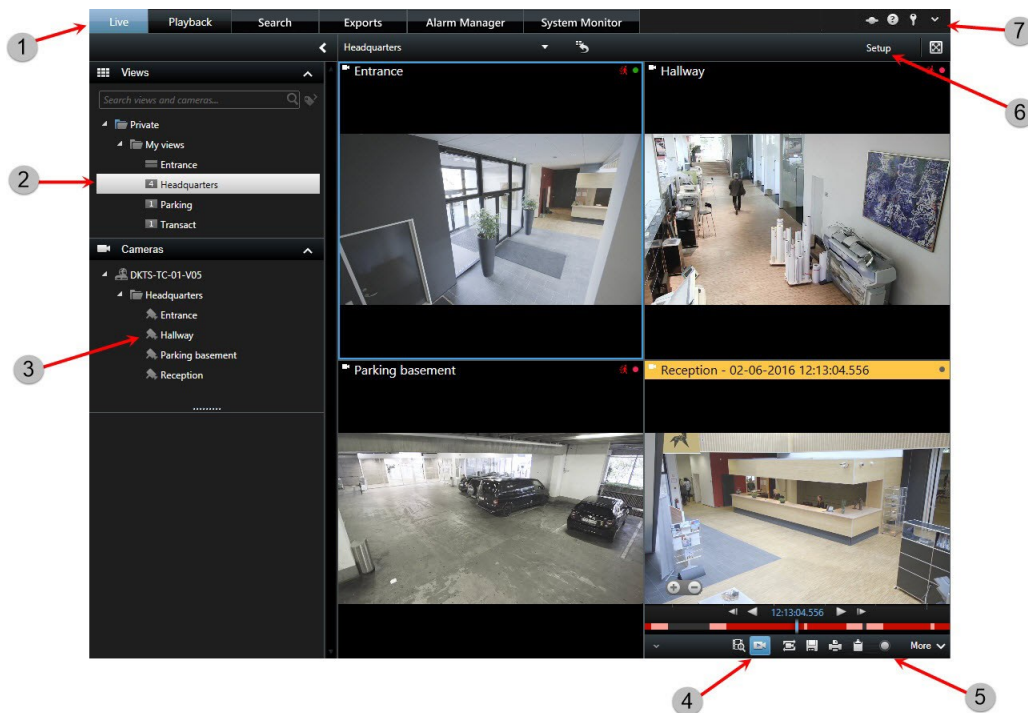 Live Playback Search Exports Alarm Manager System Monitor
1
7
Headquarters
Setup
6
Views
Search views and cameras...
Private
My views
Entrance
2
4 Headquarters
1 Parking
1 Transact
Cameras
DKTS-TC-01-V05
Headquarters
Entrance
3
Hallway
Parking basement
Reception
Entrance
Hallway
Parking basement
Reception - 02-06-2016 12:13:04.556
12:13:04.556
More
4
5